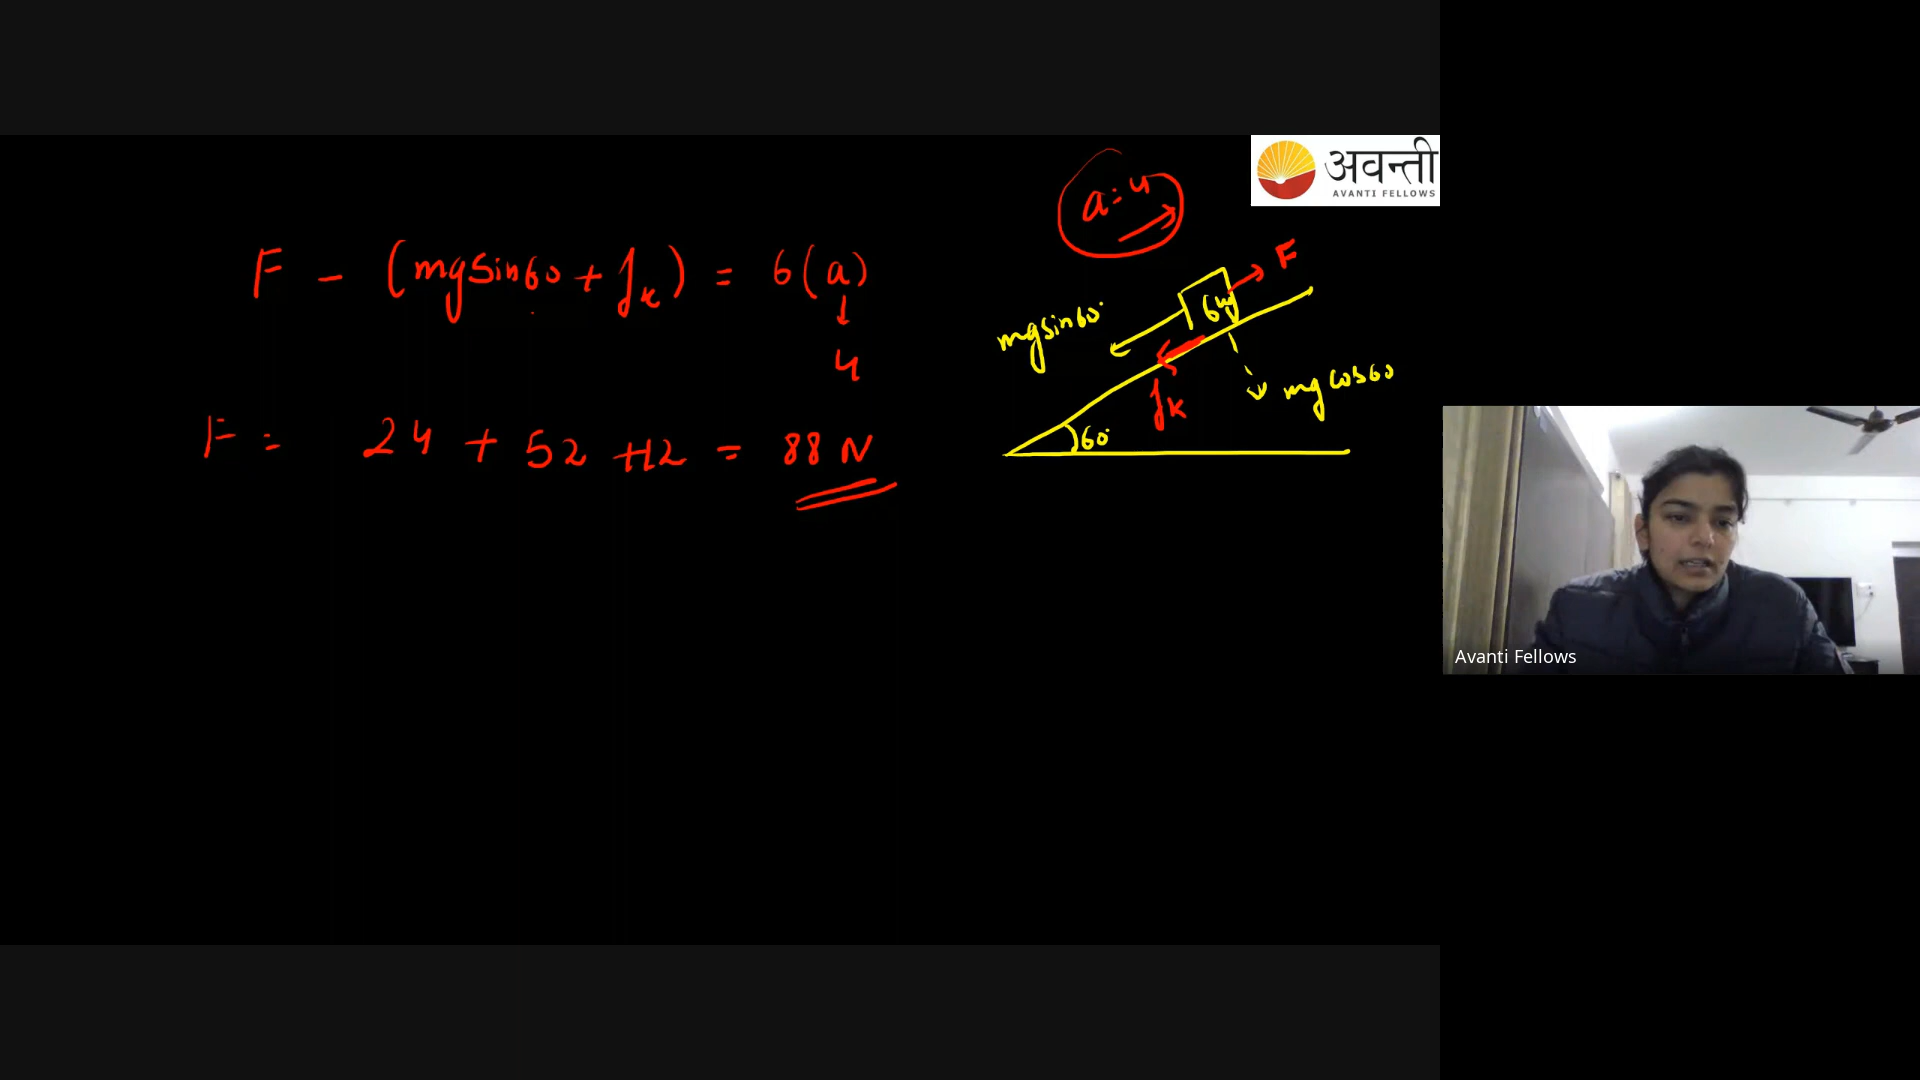 a = 4
अवन्ती
AVANTI FELLOWS
F - (mg sin60 + fk) = 6(a)
4
F
6kg
mg sin60°
mg cos60
fk
60°
F = 24 + 52 + 12 = 88 N
Avanti Fellows